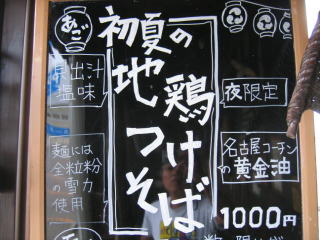 初夏の
地鶏
つけ
そば
あご
煮出汁
塩味
麺には
全粒粉
の雪力
使用
夜限定
名古屋コーチン
の黄金油
1000円